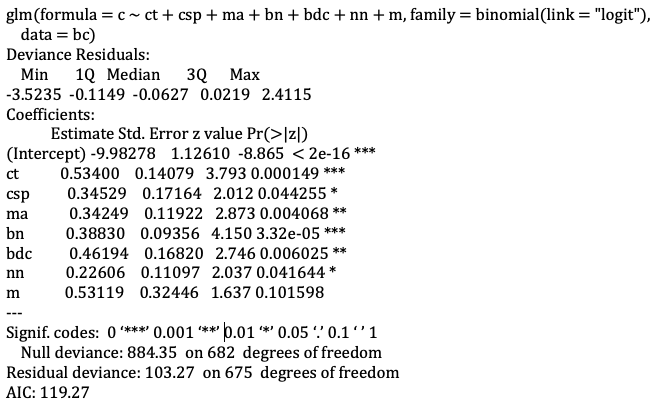 glm(formula = c ~ ct + csp + ma + bn + bdc + nn + m, family = binomial(link = "logit"),
data = bc)
Deviance Residuals:
Min 1Q Median 3Q Max
-3.5235 -0.1149 -0.0627 0.0219 2.4115
Coefficients:
Estimate Std. Error z value Pr(>|z|)
(Intercept) -9.98278 1.12610 -8.865 < 2e-16 ***
ct 0.53400 0.14079 3.793 0.000149 ***
csp 0.34529 0.17164 2.012 0.044255 *
ma 0.34249 0.11922 2.873 0.004068 **
bn 0.38830 0.09356 4.150 3.32e-05 ***
bdc 0.46194 0.16820 2.746 0.006025 **
nn 0.22606 0.11097 2.037 0.041644 *
m 0.53119 0.32446 1.637 0.101598
---
Signif. codes: 0 ‘***’ 0.001 ‘**’ 0.01 ‘*’ 0.05 ‘.’ 0.1 ‘ ’ 1
Null deviance: 884.35 on 682 degrees of freedom
Residual deviance: 103.27 on 675 degrees of freedom
AIC: 119.27